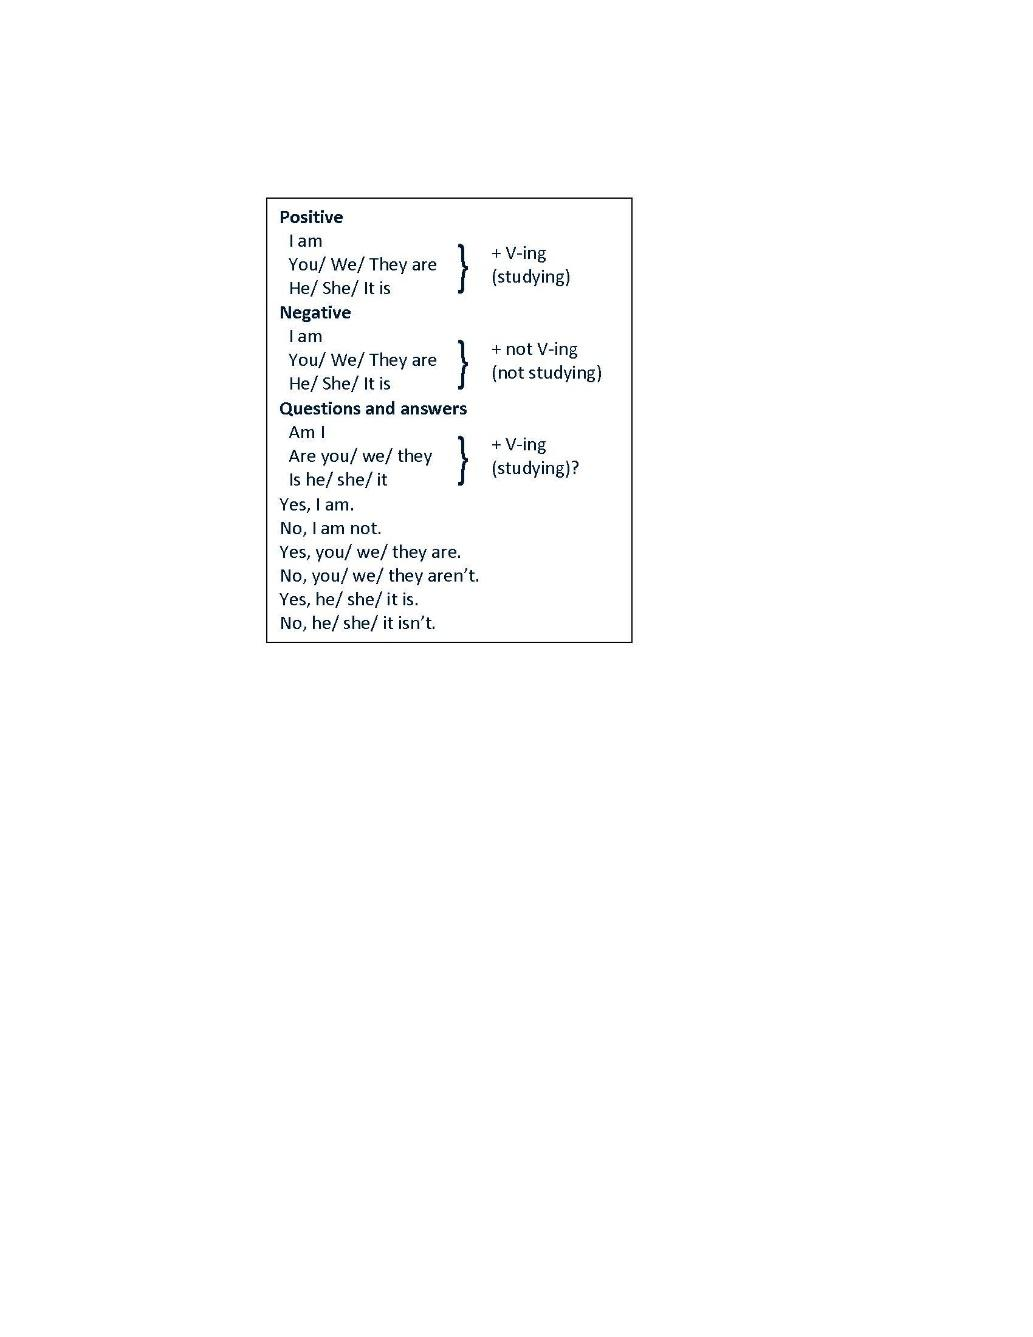 Positive
I am
You/ We/ They are
He/ She/ It is
} + V-ing
(studying)
Negative
I am
You/ We/ They are
He/ She/ It is
} + not V-ing
(not studying)
Questions and answers
Am I
Are you/ we/ they
Is he/ she/ it
} + V-ing
(studying)?
Yes, I am.
No, I am not.
Yes, you/ we/ they are.
No, you/ we/ they aren’t.
Yes, he/ she/ it is.
No, he/ she/ it isn’t.